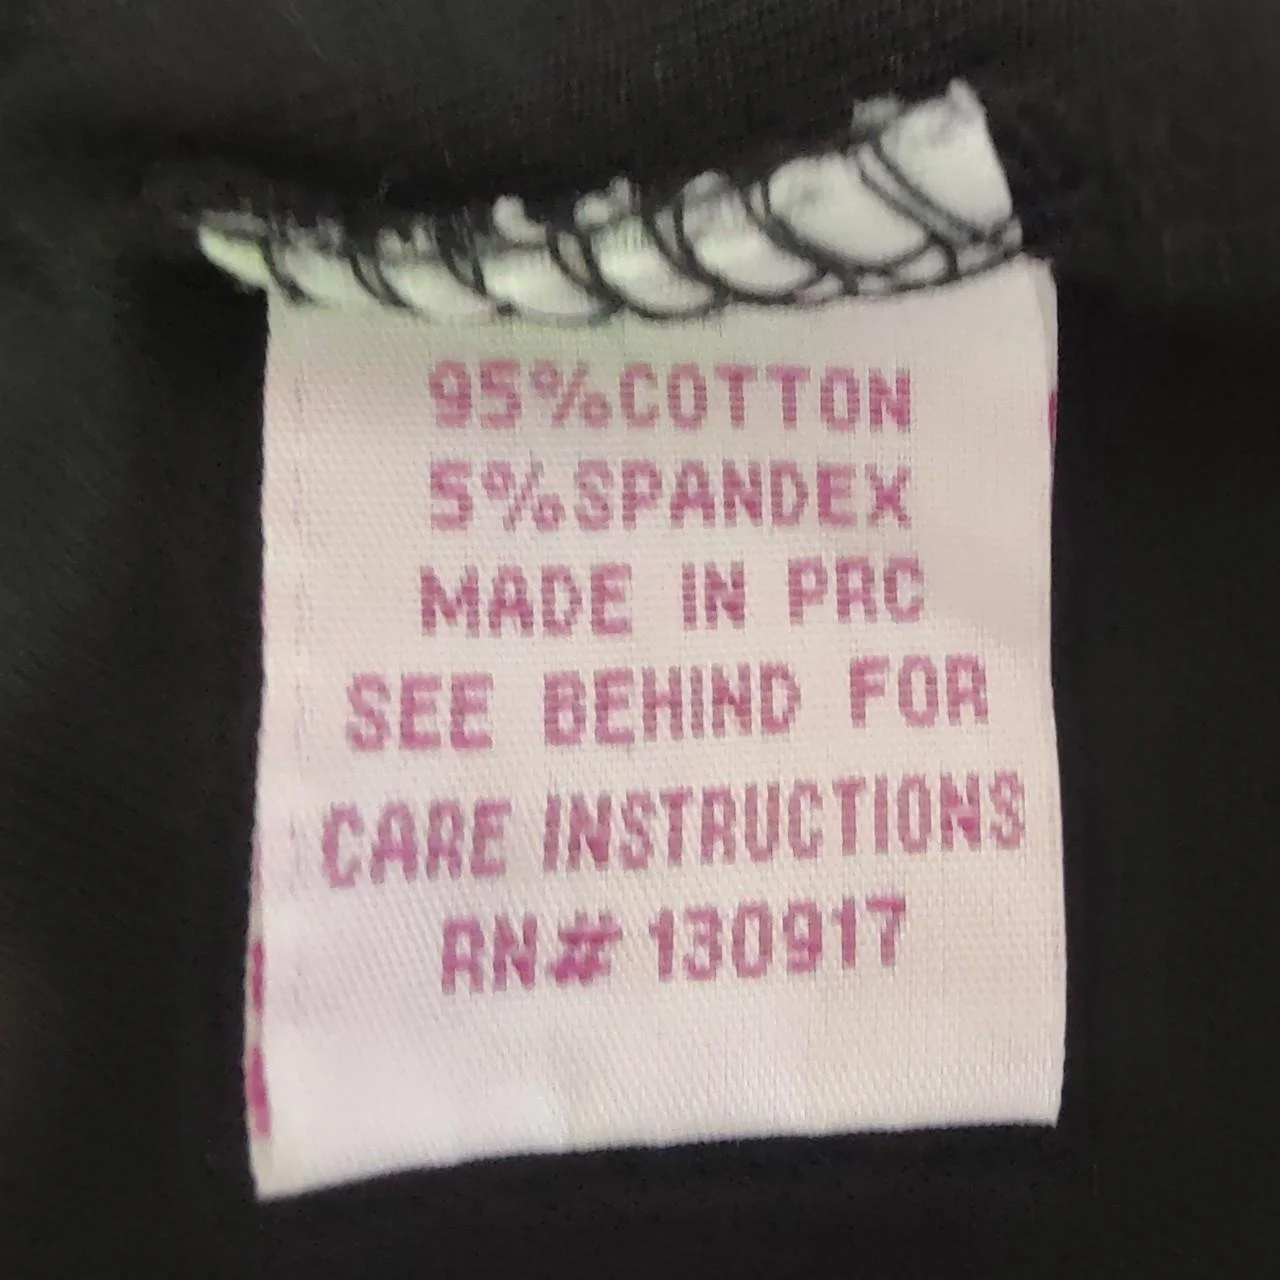 95%COTTON
5%SPANDEX
MADE IN PRC
SEE BEHIND FOR
CARE INSTRUCTIONS
RN# 130917